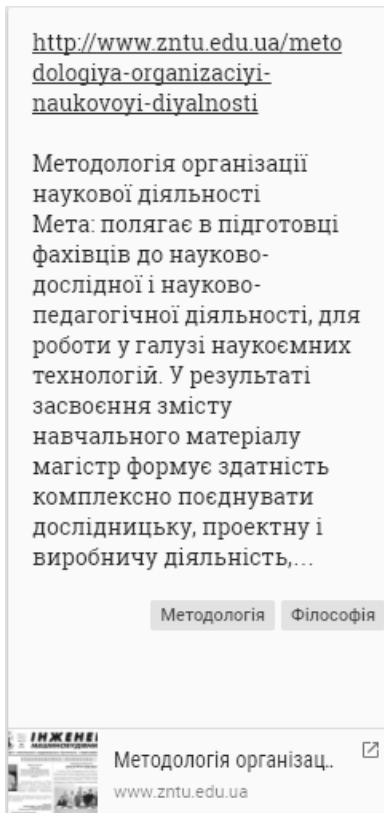 http://www.zntu.edu.ua/meto
dologiya-organizaciyi-
naukovoyi-diyalnosti
Методологія організації
наукової діяльності
Мета: полягає в підготовці
фахівців до науково-
дослідної і науково-
педагогічної діяльності, для
роботи у галузі наукоємних
технологій. У результаті
засвоєння змісту
навчального матеріалу
магістр формує здатність
комплексно поєднувати
дослідницьку, проектну і
виробничу діяльність,…
Методологія Філософія
Методологія організац..
www.zntu.edu.ua